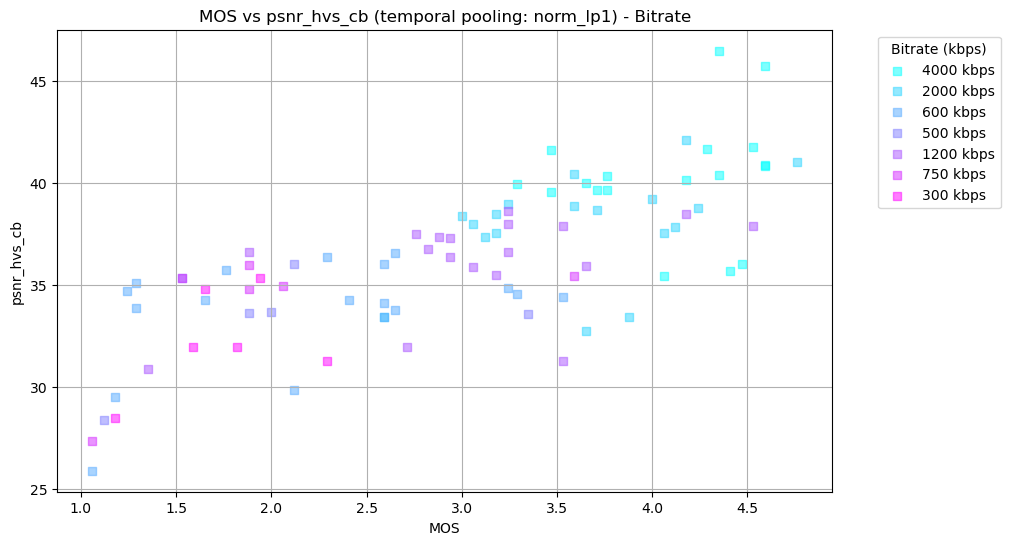 MOS vs psnr_hvs_cb (temporal pooling: norm_lp1) - Bitrate
psnr_hvs_cb
45
40
35
30
25
1.0 1.5 2.0 2.5 3.0 3.5 4.0 4.5
MOS
Bitrate (kbps)
4000 kbps
2000 kbps
600 kbps
500 kbps
1200 kbps
750 kbps
300 kbps